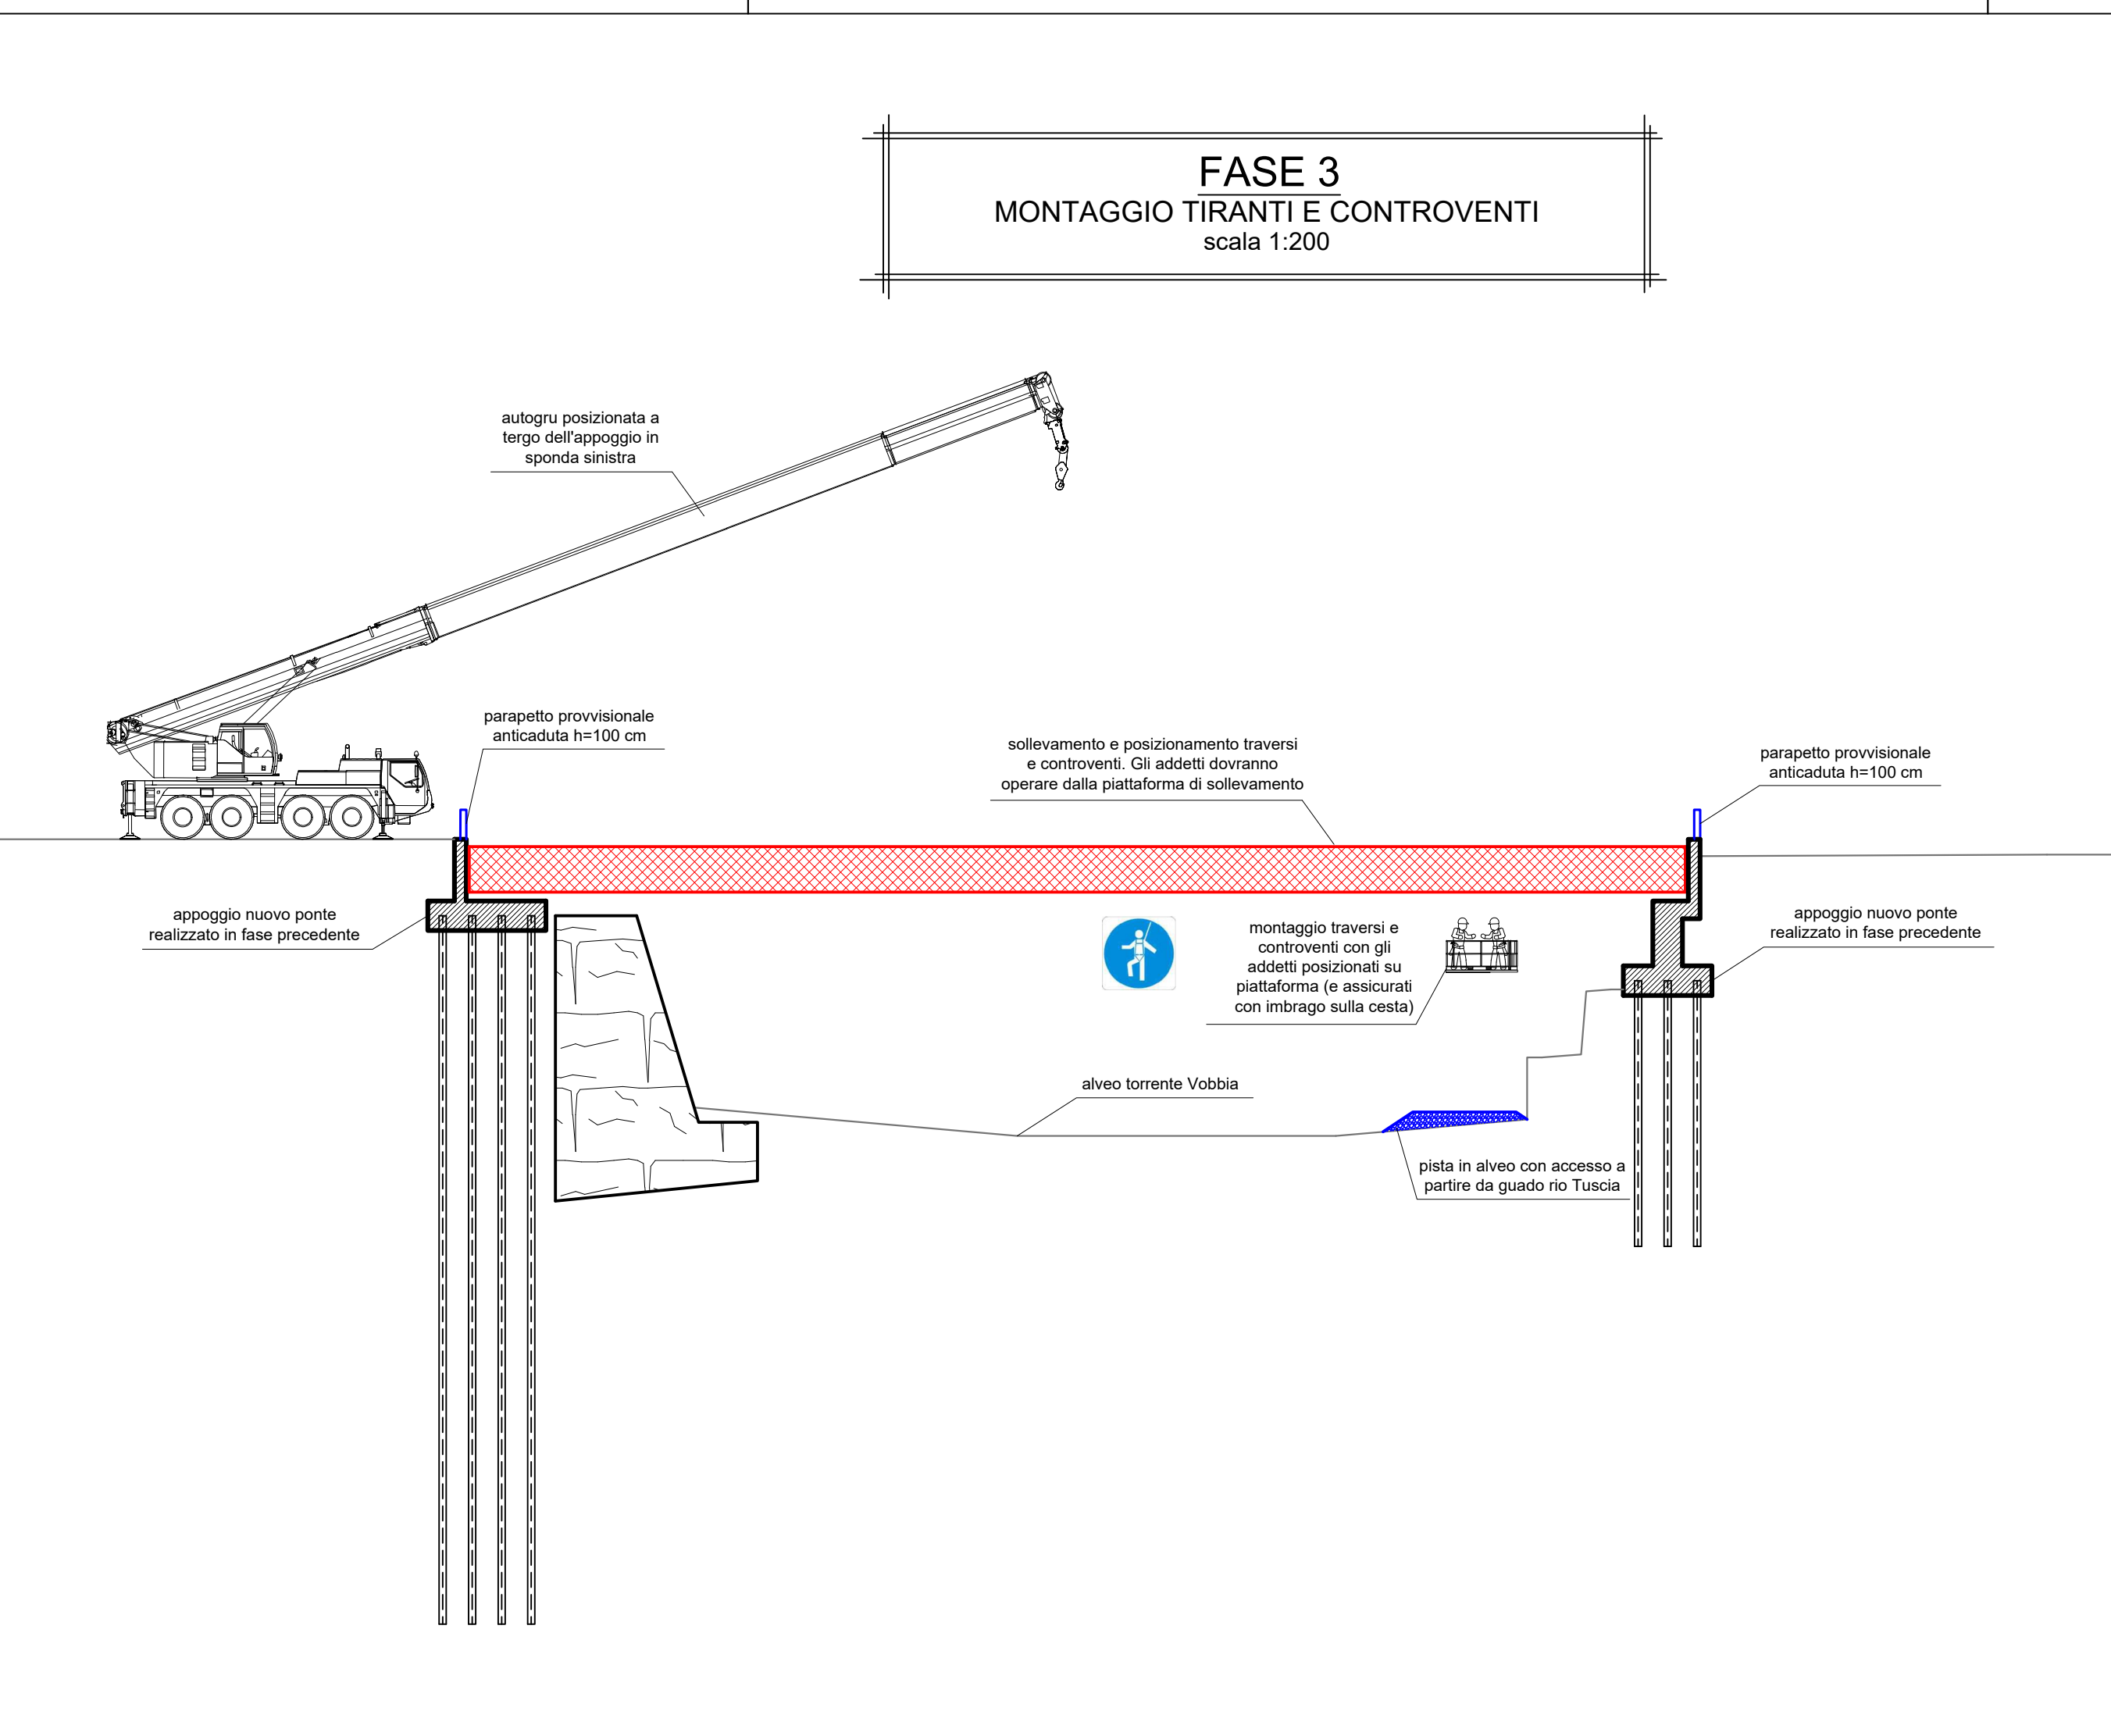 FASE 3
MONTAGGIO TIRANTI E CONTROVENTI
scala 1:200
autogru posizionata a
tergo dell'appoggio in
sponda sinistra
parapetto provvisionale
anticaduta h=100 cm
sollevamento e posizionamento traversi
e controventi. Gli addetti dovranno
operare dalla piattaforma di sollevamento
parapetto provvisionale
anticaduta h=100 cm
appoggio nuovo ponte
realizzato in fase precedente
montaggio traversi e
controventi con gli
addetti posizionati su
piattaforma (e assicurati
con imbrago sulla cesta)
appoggio nuovo ponte
realizzato in fase precedente
alveo torrente Vobbia
pista in alveo con accesso a
partire da guado rio Tuscia